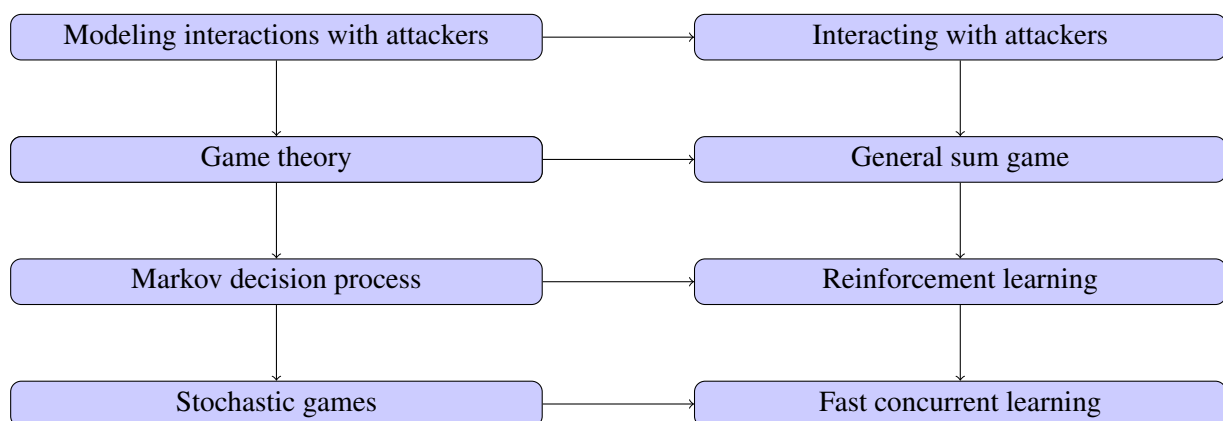 Modeling interactions with attackers
Interacting with attackers
Game theory
General sum game
Markov decision process
Reinforcement learning
Stochastic games
Fast concurrent learning